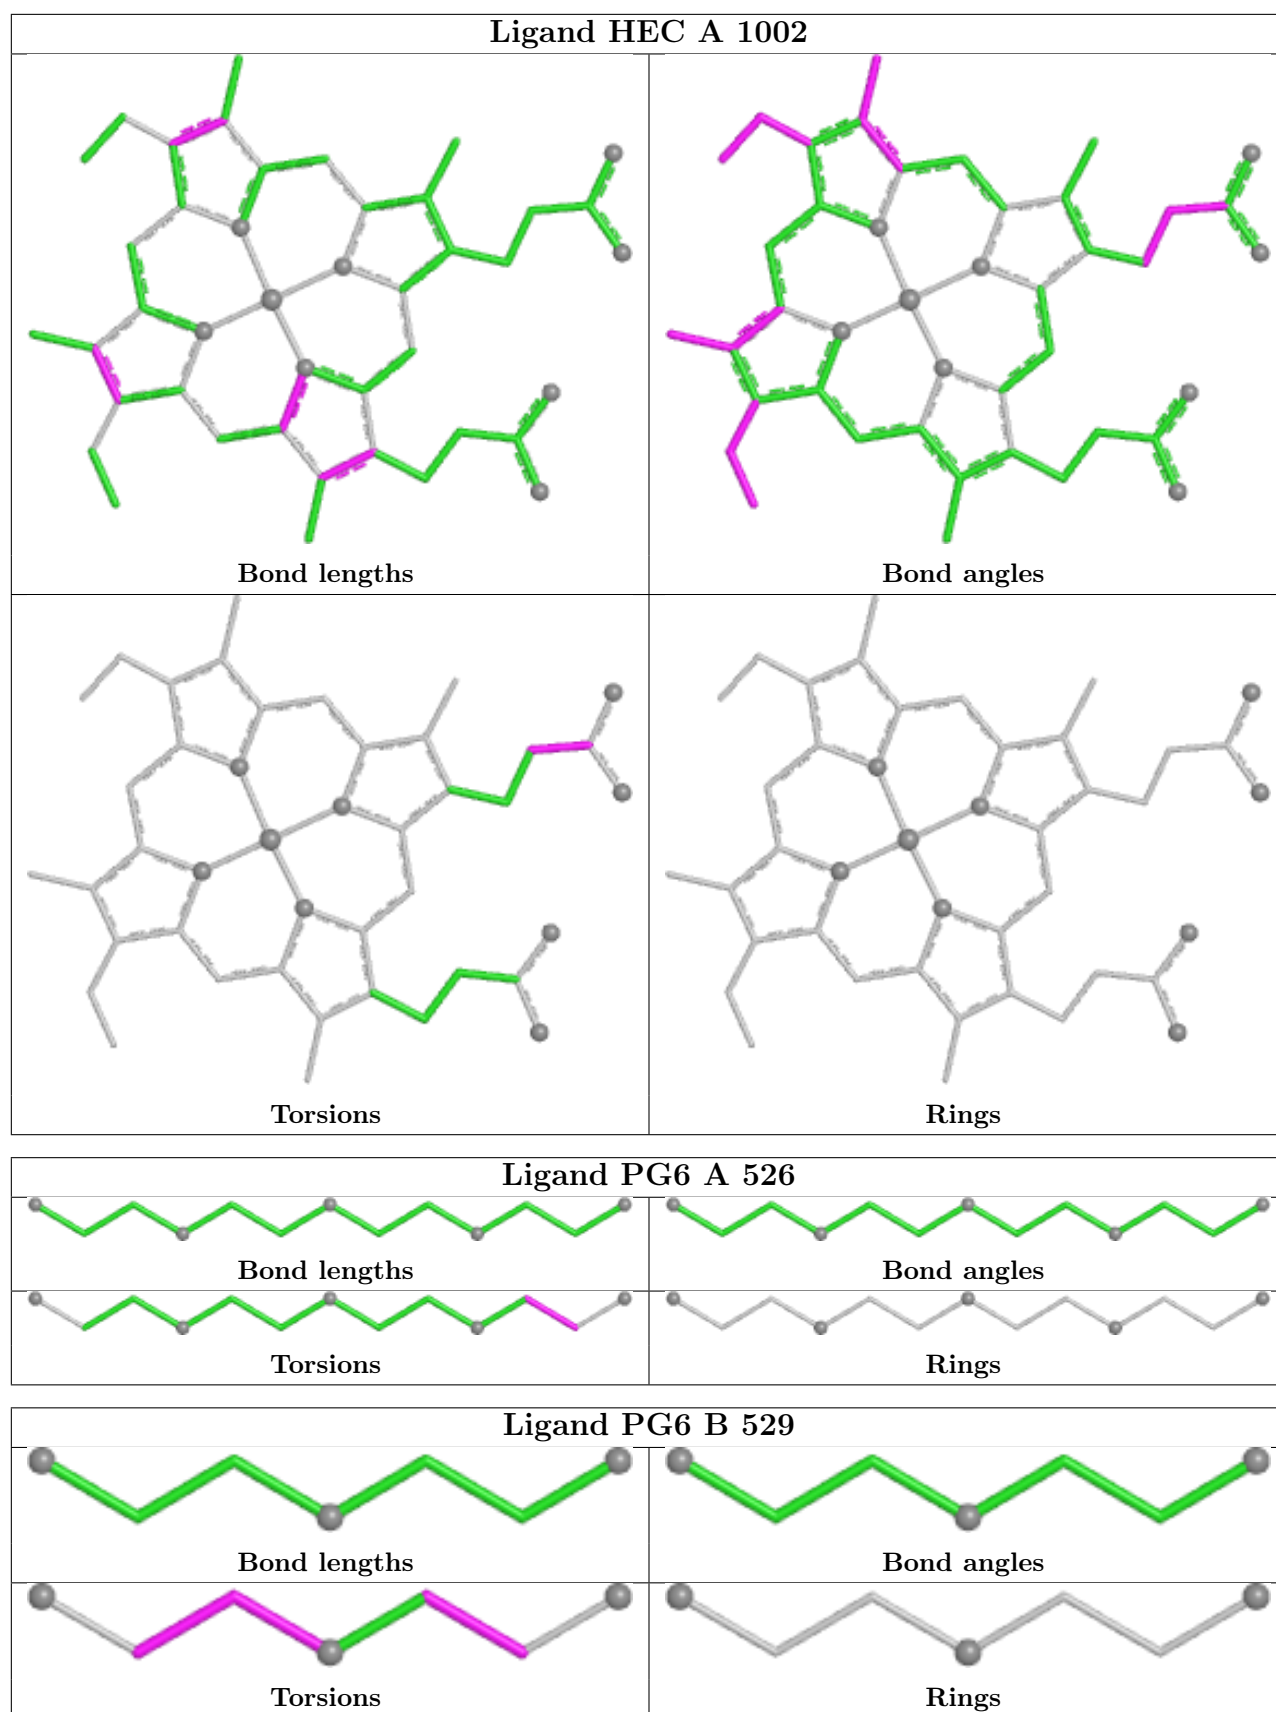 Ligand HEC A 1002
Bond lengths
Bond angles
Torsions
Rings
Ligand PG6 A 526
Bond lengths
Bond angles
Torsions
Rings
Ligand PG6 B 529
Bond lengths
Bond angles
Torsions
Rings